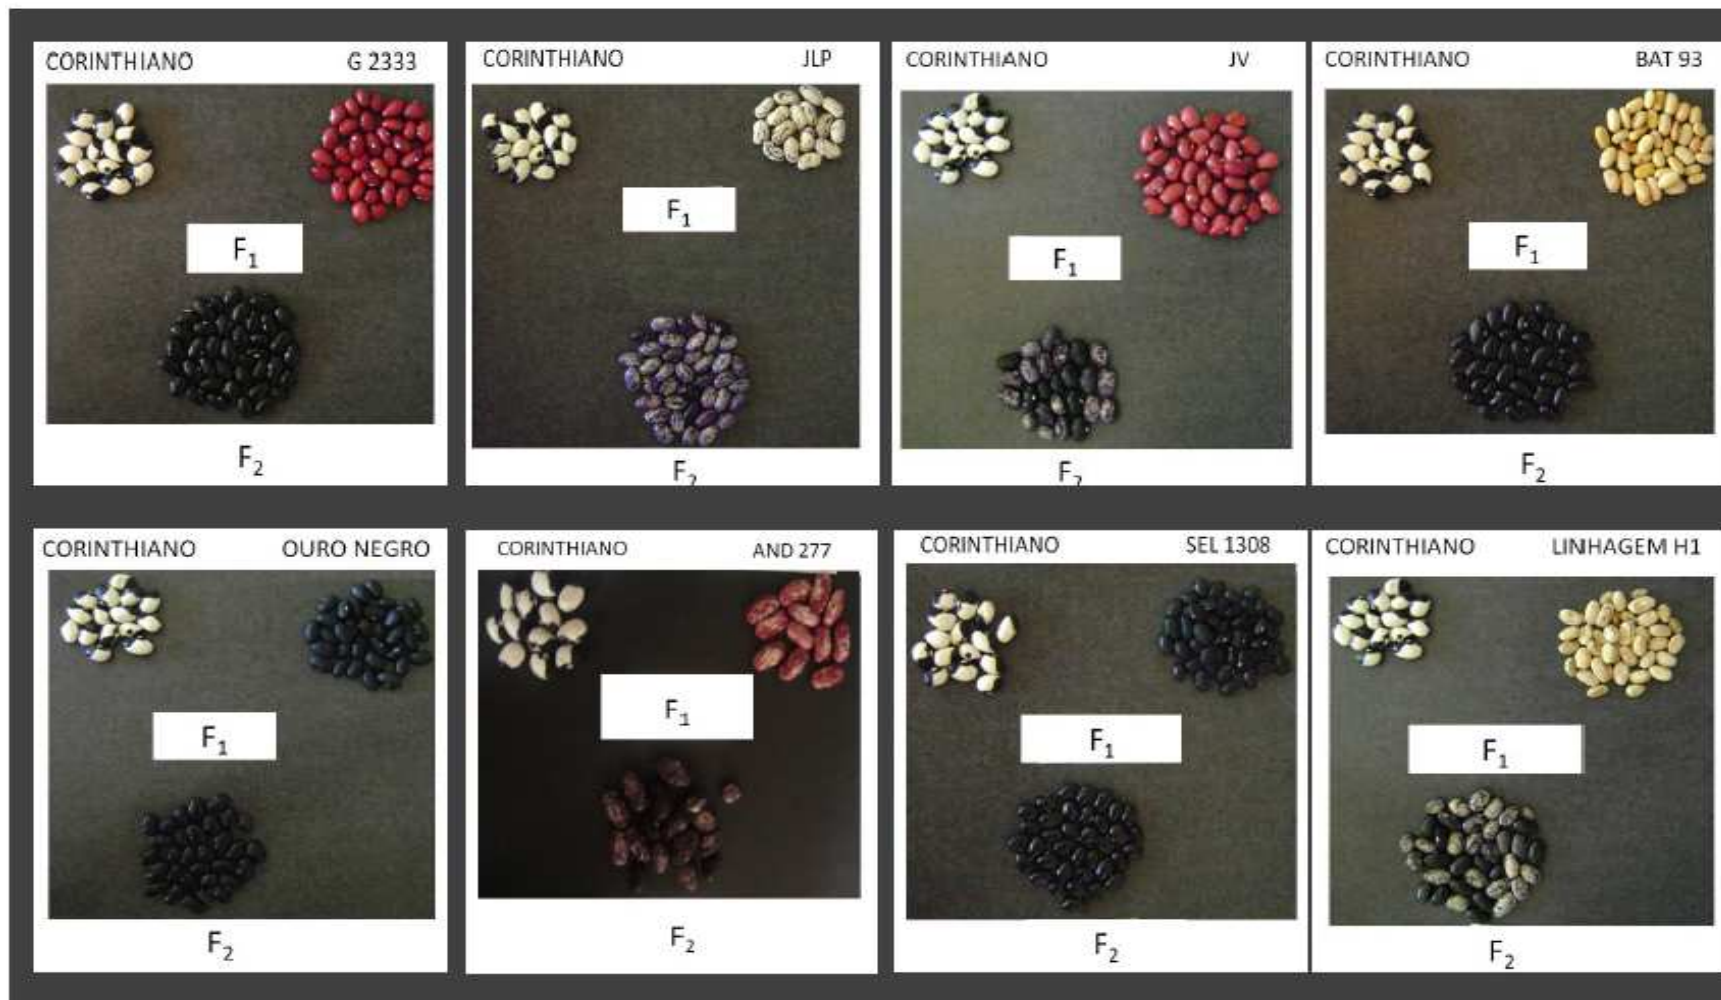 CORINTHIANO G 2333
F₁
F₂
CORINTHIANO JLP
F₁
F₂
CORINTHIANO JV
F₁
F₂
CORINTHIANO BAT 93
F₁
F₂
CORINTHIANO OURO NEGRO
F₁
F₂
CORINTHIANO AND 277
F₁
F₂
CORINTHIANO SEL 1308
F₁
F₂
CORINTHIANO LINHAGEM H1
F₁
F₂